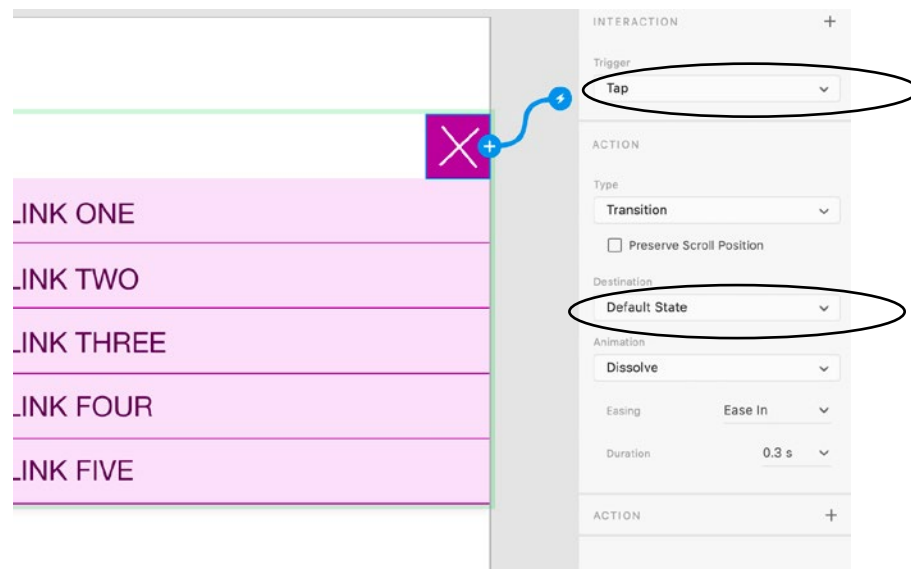 INTERACTION +
Trigger
Tap
ACTION
Type
Transition
Preserve Scroll Position
Destination
Default State
Animation
Dissolve
Easing Ease In
Duration 0.3 s
ACTION +
LINK ONE
LINK TWO
LINK THREE
LINK FOUR
LINK FIVE